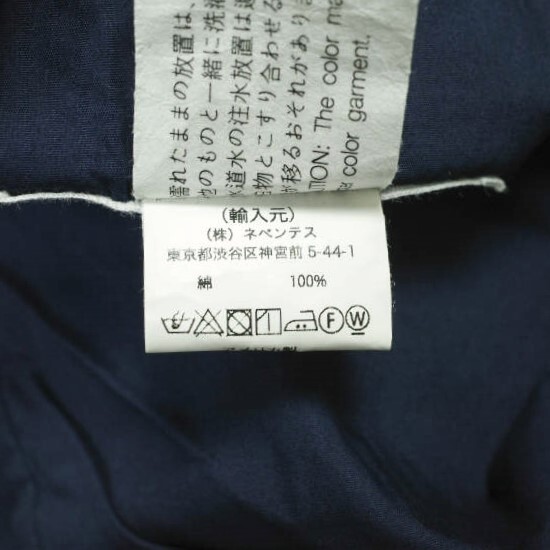 濡れたままの放置は、
他のものと一緒に洗濯
水道水の注水放置は避
物とこすり合わせる
移るおそれがありま
TION: The color ma
color garment.
(輸入元)
(株) ネペンテス
東京都渋谷区神宮前 5-44-1
綿 100%
F W